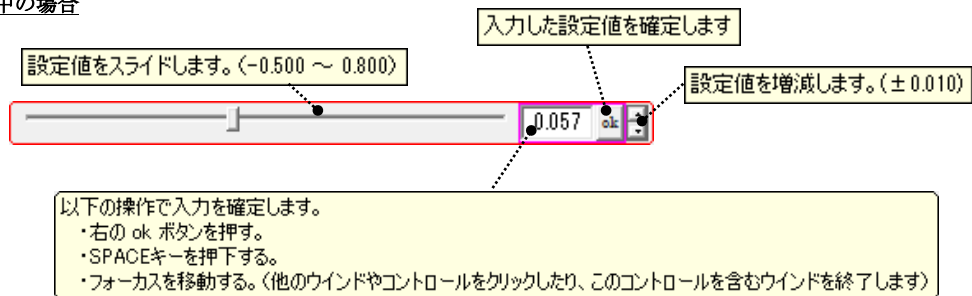 中の場合
入力した設定値を確定します
設定値をスライドします。(-0.500 ～ 0.800)
設定値を増減します。(±0.010)
0.057
ok
以下の操作で入力を確定します。
・右の ok ボタンを押す。
・SPACEキーを押下する。
・フォーカスを移動する。(他のウインドやコントロールをクリックしたり、このコントロールを含むウインドを終了します)